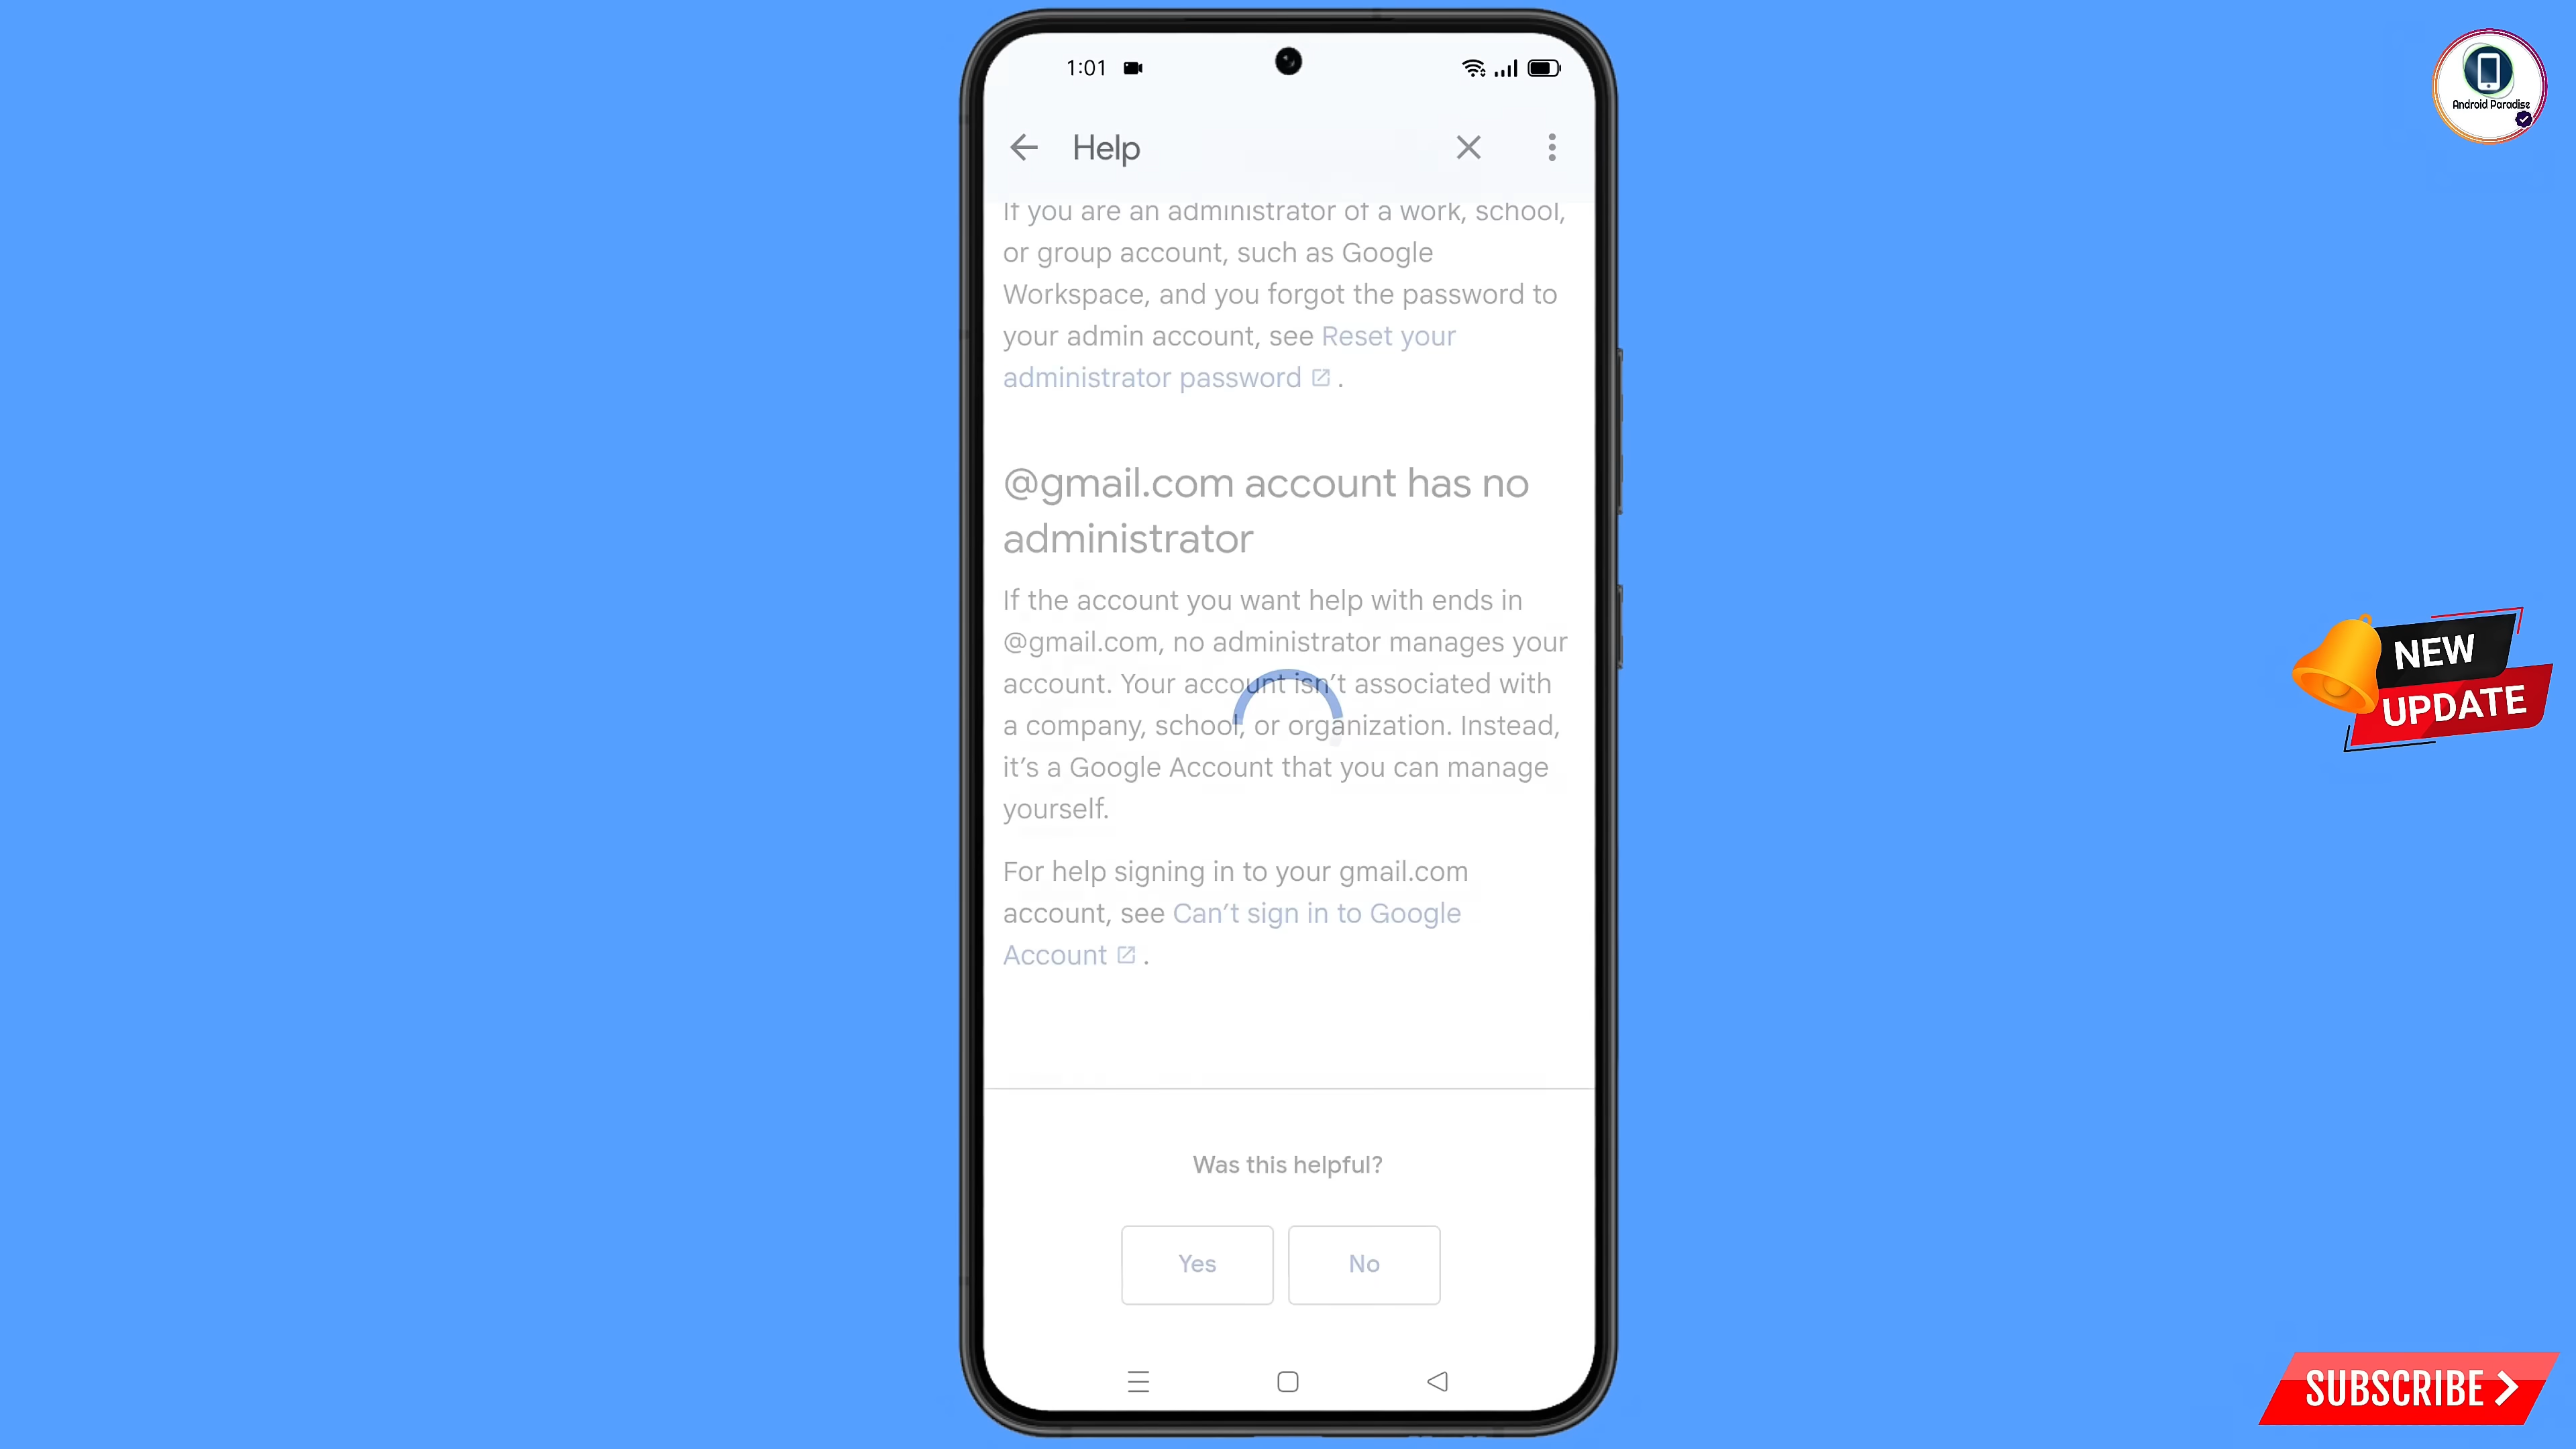 1:01
Android Paradise
Help
If you are an administrator of a work, school,
or group account, such as Google
Workspace, and you forgot the password to
your admin account, see Reset your
administrator password .
@gmail.com account has no
administrator
If the account you want help with ends in
@gmail.com, no administrator manages your
account. Your account isn't associated with
a company, school, or organization. Instead,
it's a Google Account that you can manage
yourself.
NEW
UPDATE
For help signing in to your gmail.com
account, see Can't sign in to Google
Account .
Was this helpful?
Yes No
SUBSCRIBE